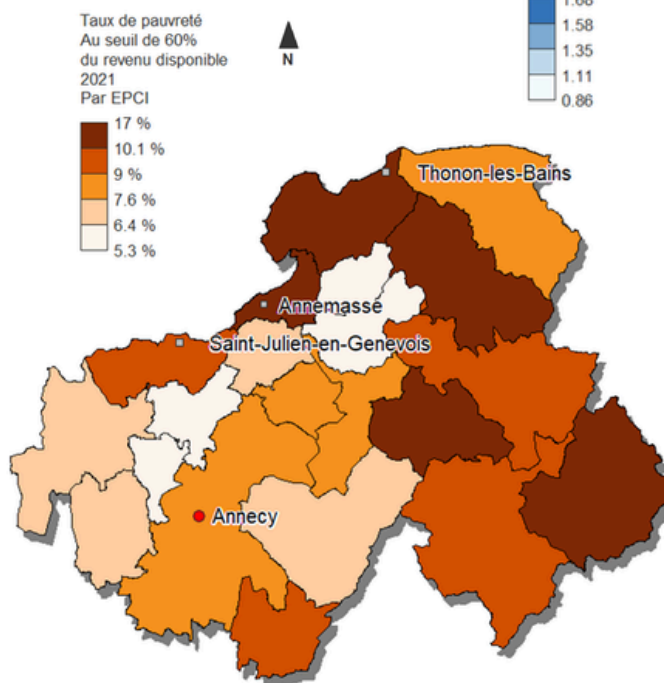 Taux de pauvreté
Au seuil de 60%
du revenu disponible
2021
Par EPCI
17 %
10.1 %
9 %
7.6 %
6.4 %
5.3 %
N
1.68
1.58
1.35
1.11
0.86
Thonon-les-Bains
Annemasse
Saint-Julien-en-Genevois
Annecy